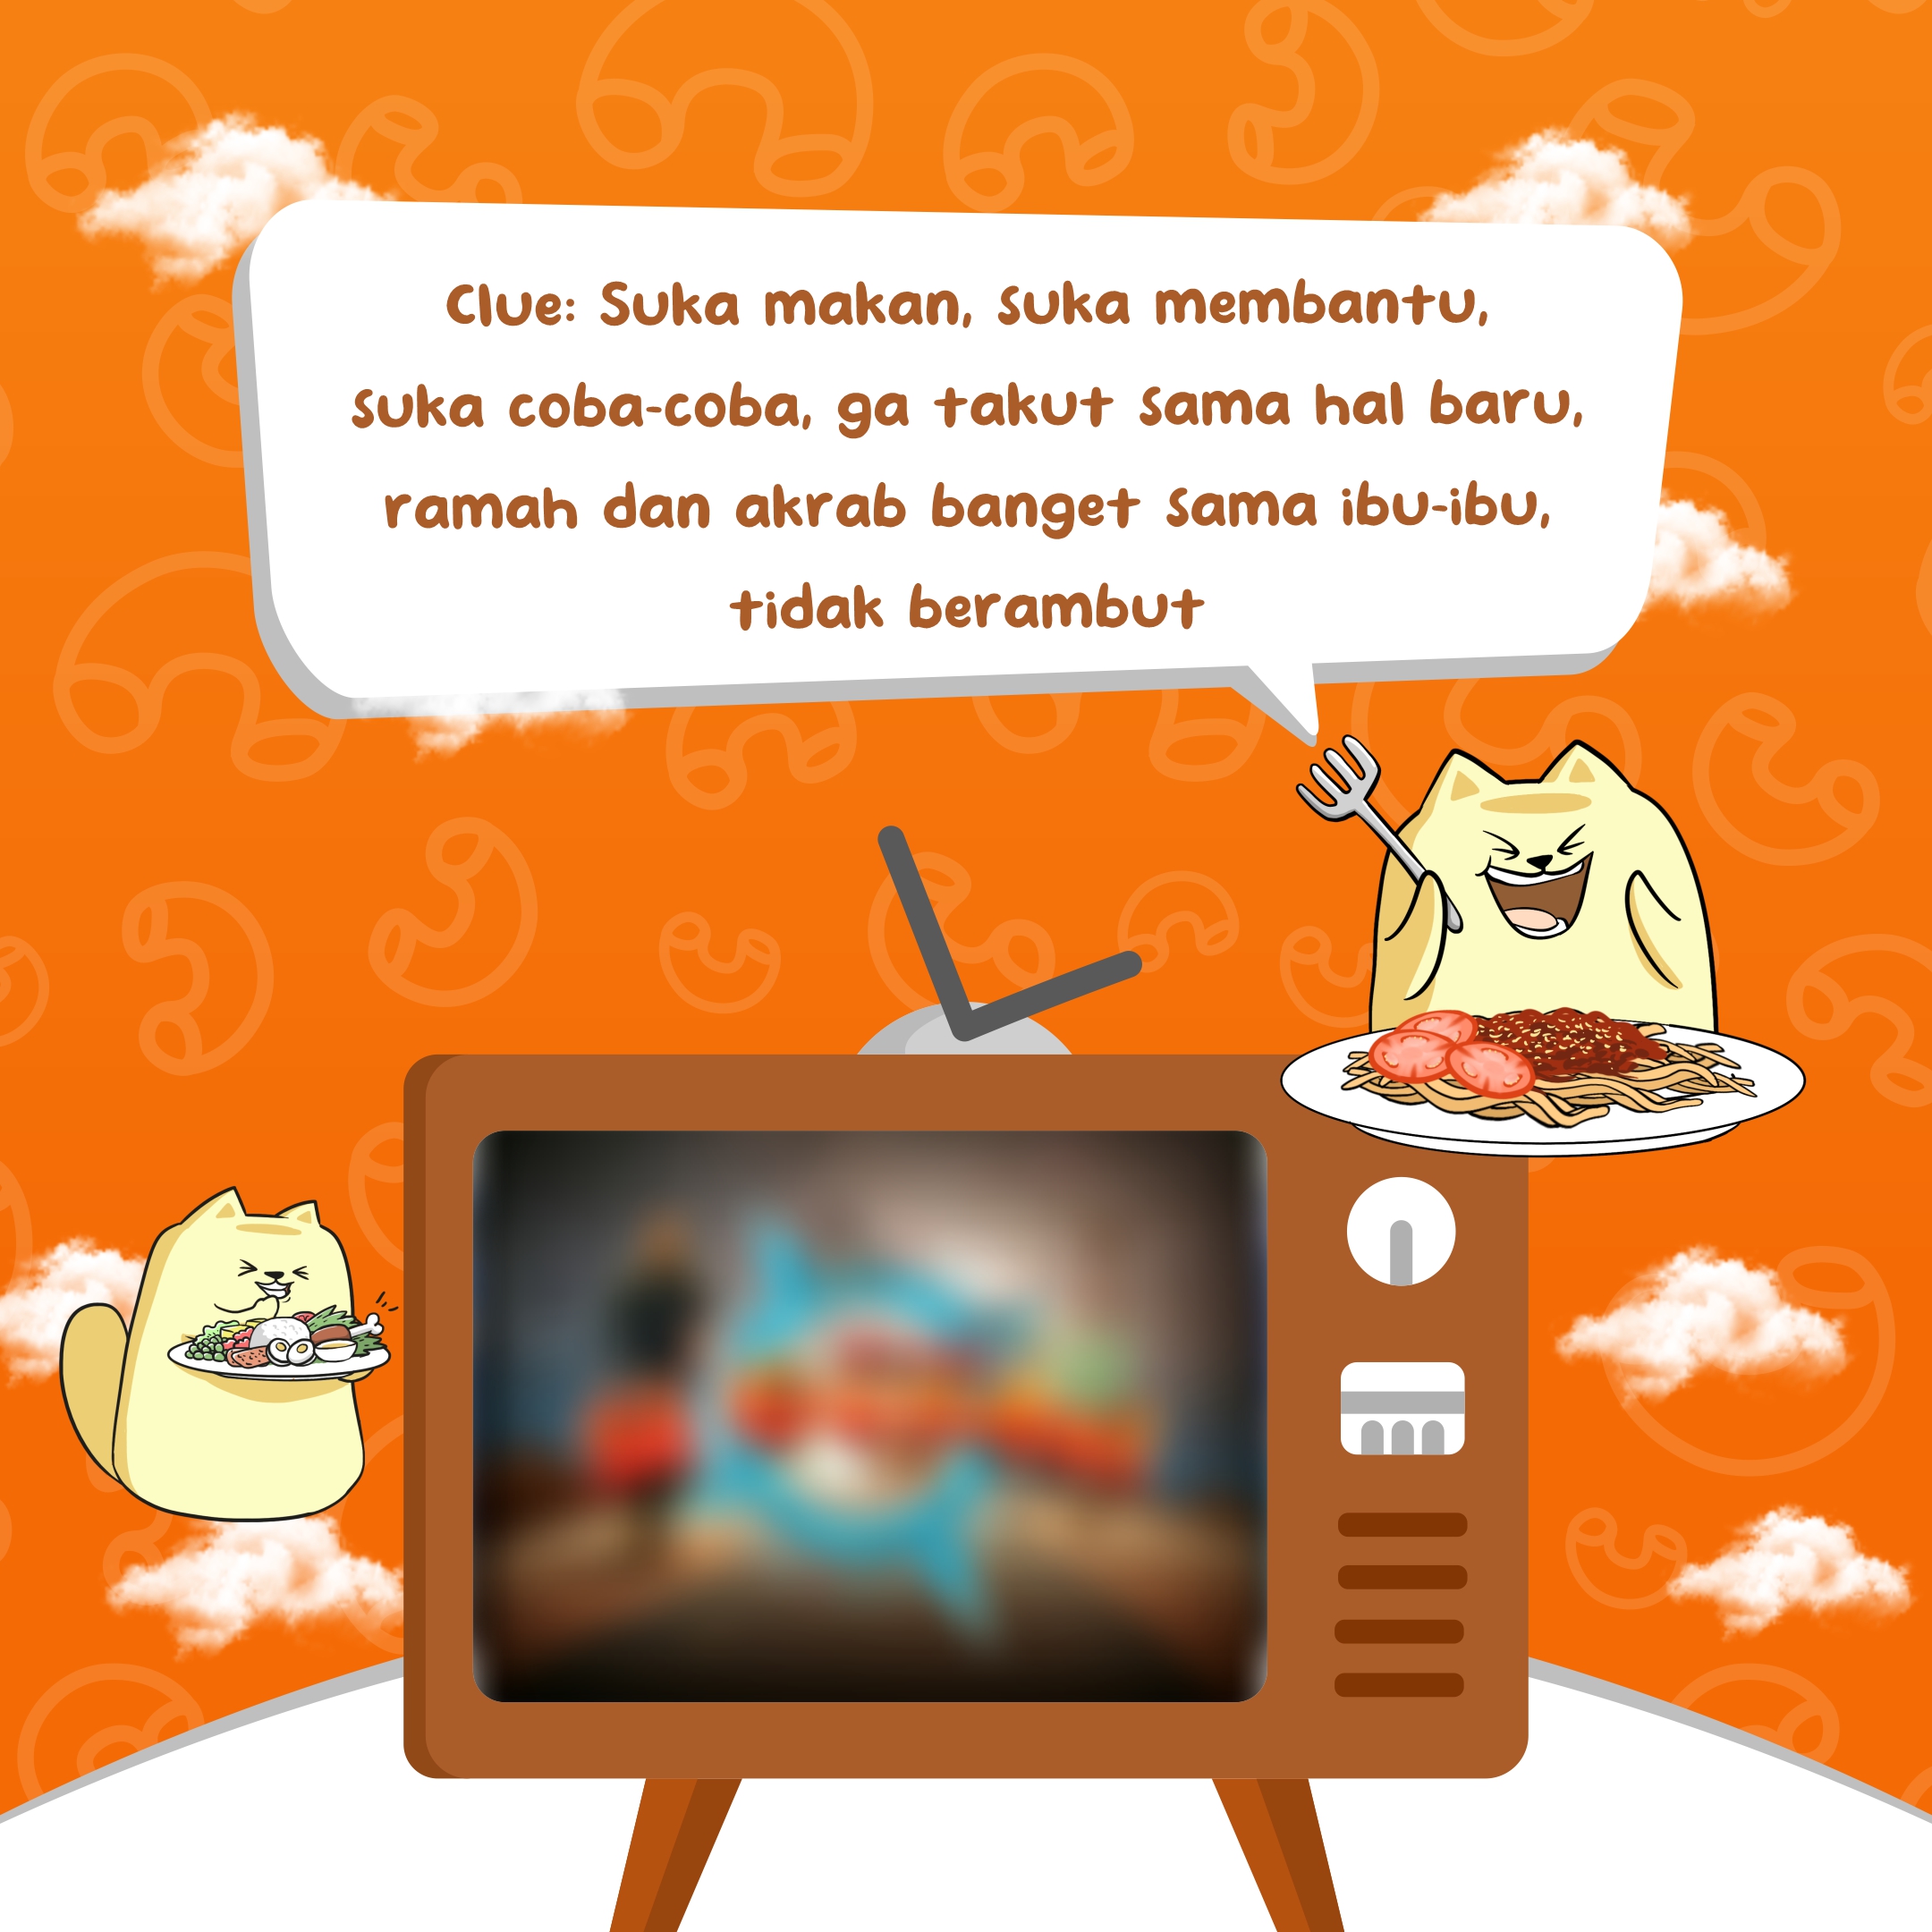 Clue: Suka makan, suka membantu,
suka coba-coba, ga takut sama hal baru,
ramah dan akrab banget sama ibu-ibu,
tidak berambut